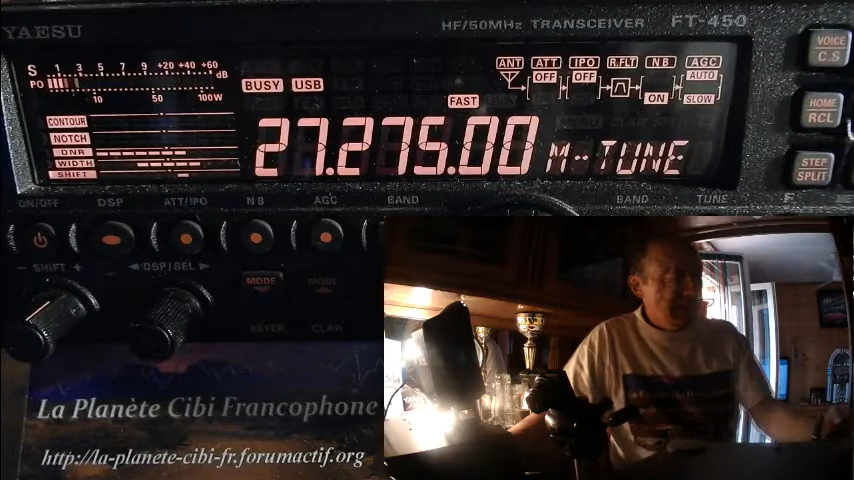 YAESU
HF/50MHz TRANSCEIVER FT-450
VOICE
C.S
S 1 3 5 7 9 +20 +40 +60 dB
PO
10 50 100W
BUSY USB
FAST
ANT ATT IPO R.FLT NB AGC
OFF OFF AUTO
ON SLOW
HOME
RCL
CONTOUR
NOTCH
DNR
WIDTH
SHIFT
27.275.00 M-TUNE
STEP
SPLIT
ON/OFF DSP ATT/IPO NB AGC BAND BAND TUNE F
- SHIFT + ◄DSP/SEL►
MODE MODE
KEYER CLAR
La Planète Cibi Francophone
http://la-planete-cibi-fr.forumactif.org